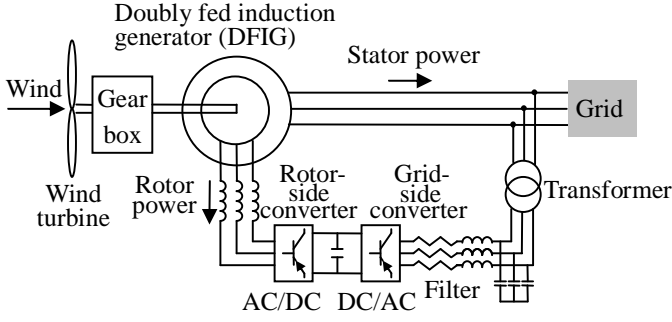 Doubly fed induction
generator (DFIG)
Stator power
Wind
Gear
box
Grid
Wind
turbine
Rotor
power
Rotor-
side
converter
Grid-
side
converter
Transformer
AC/DC
DC/AC
Filter